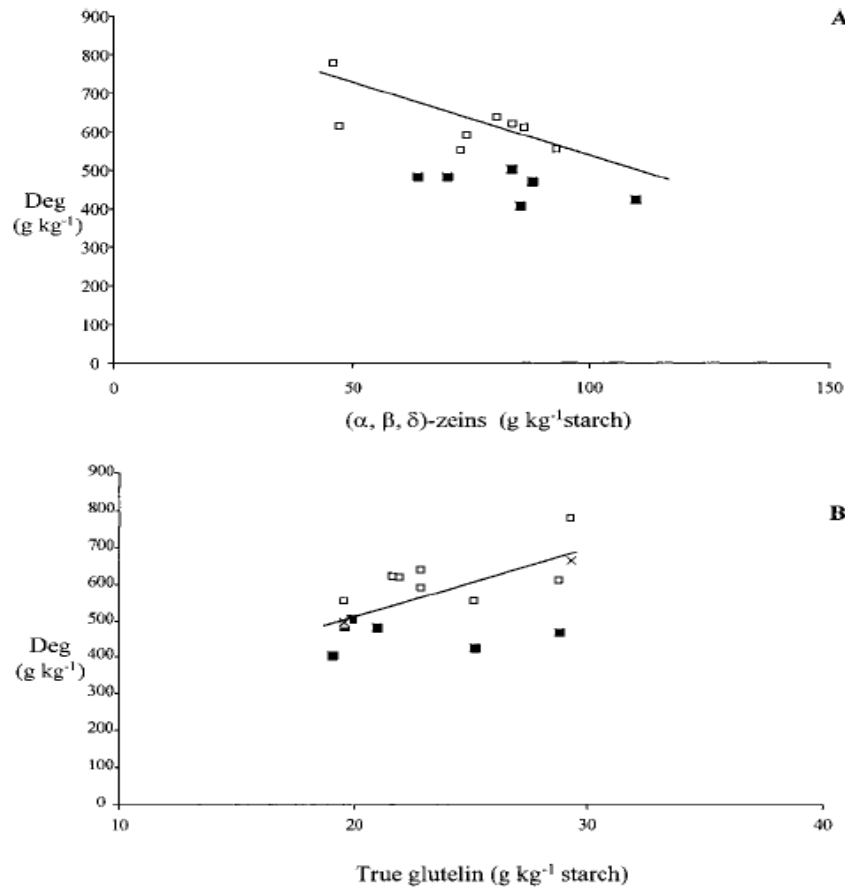 A
900
800
700
600
500
400
300
200
100
0
Deg
(g kg⁻¹)
0 50 100 150
(α, β, δ)-zeins (g kg⁻¹starch)
B
900
800
700
600
500
400
300
200
100
0
Deg
(g kg⁻¹)
10 20 30 40
True glutelin (g kg⁻¹ starch)